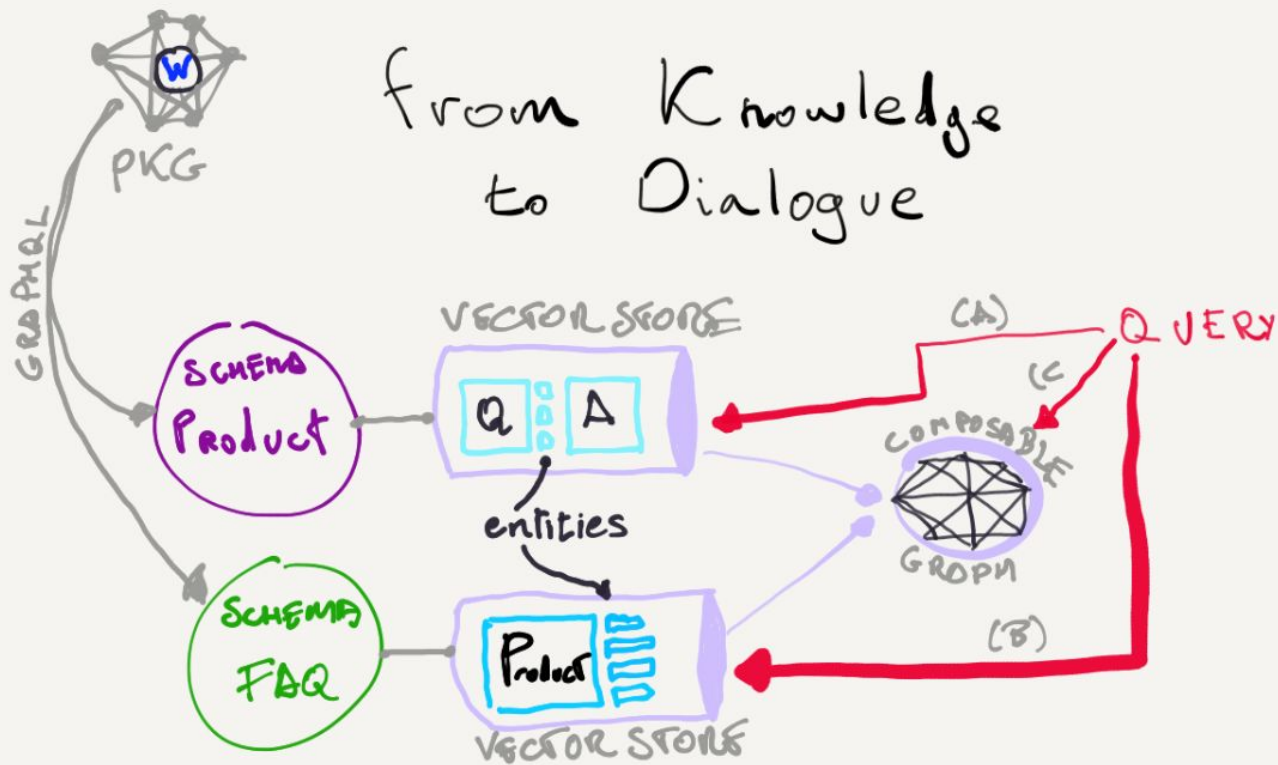 W
PKG
from Knowledge
to Dialogue
GRAPHQL
VECTOR STORE
(A)
QUERY
SCHEMA
Product
Q A
(C
COMPOSABLE
GRAPH
entities
SCHEMA
FAQ
Product
(B)
VECTOR STORE